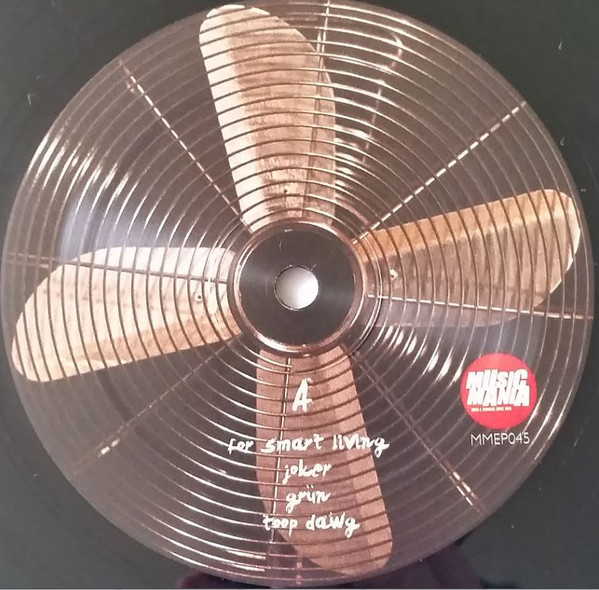 A
for smart living
joker
grün
toop dawg
MUSIC
MANIA
MMEP045